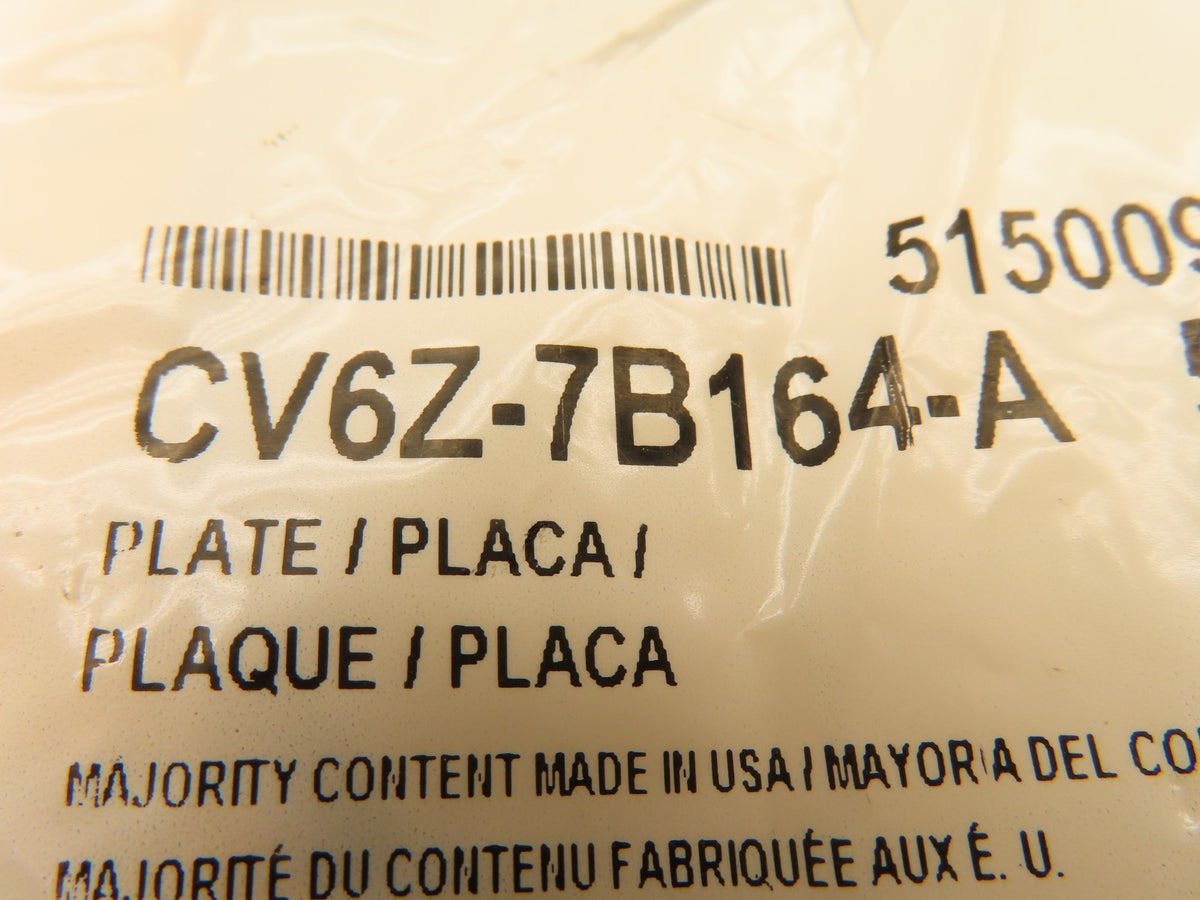 515009
CV6Z-7B164-A
PLATE / PLACA /
PLAQUE / PLACA
MAJORITY CONTENT MADE IN USA / MAYORIA DEL
MAJORITÉ DU CONTENU FABRIQUÉE AUX É. U.